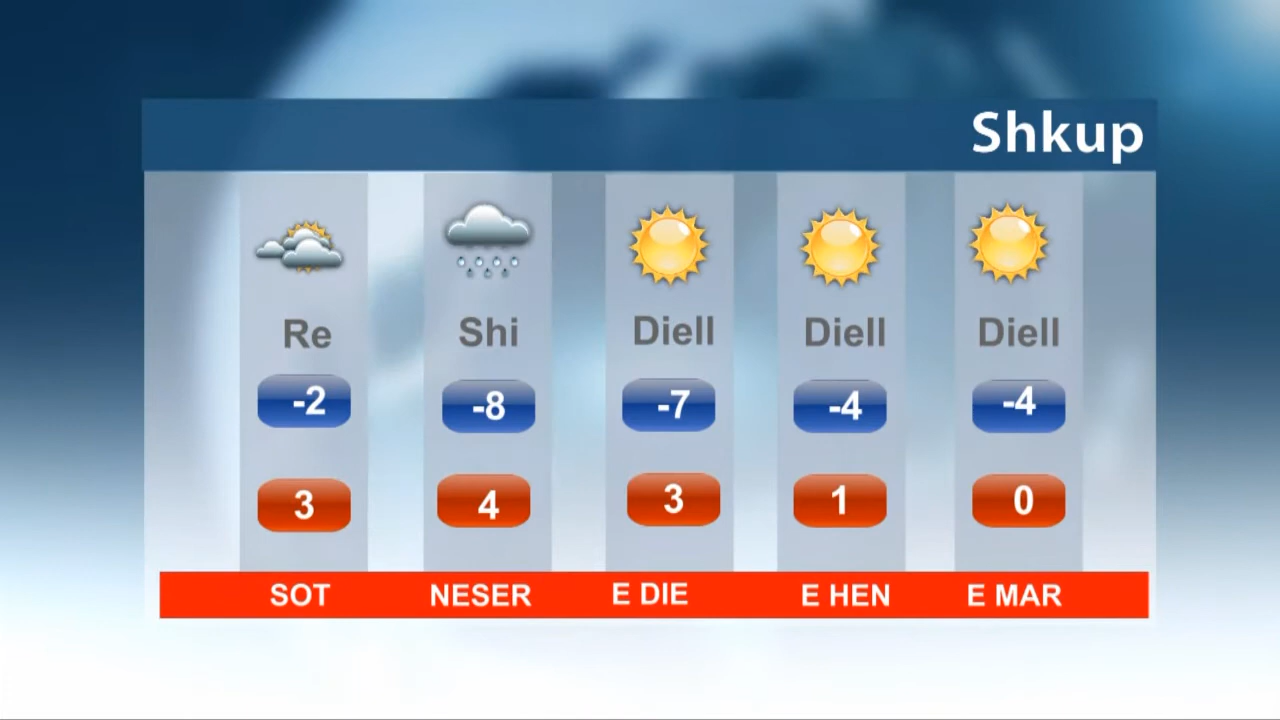 Shkup
Re Shi Diell Diell Diell
-2 -8 -7 -4 -4
3 4 3 1 0
SOT NESER E DIE E HEN E MAR